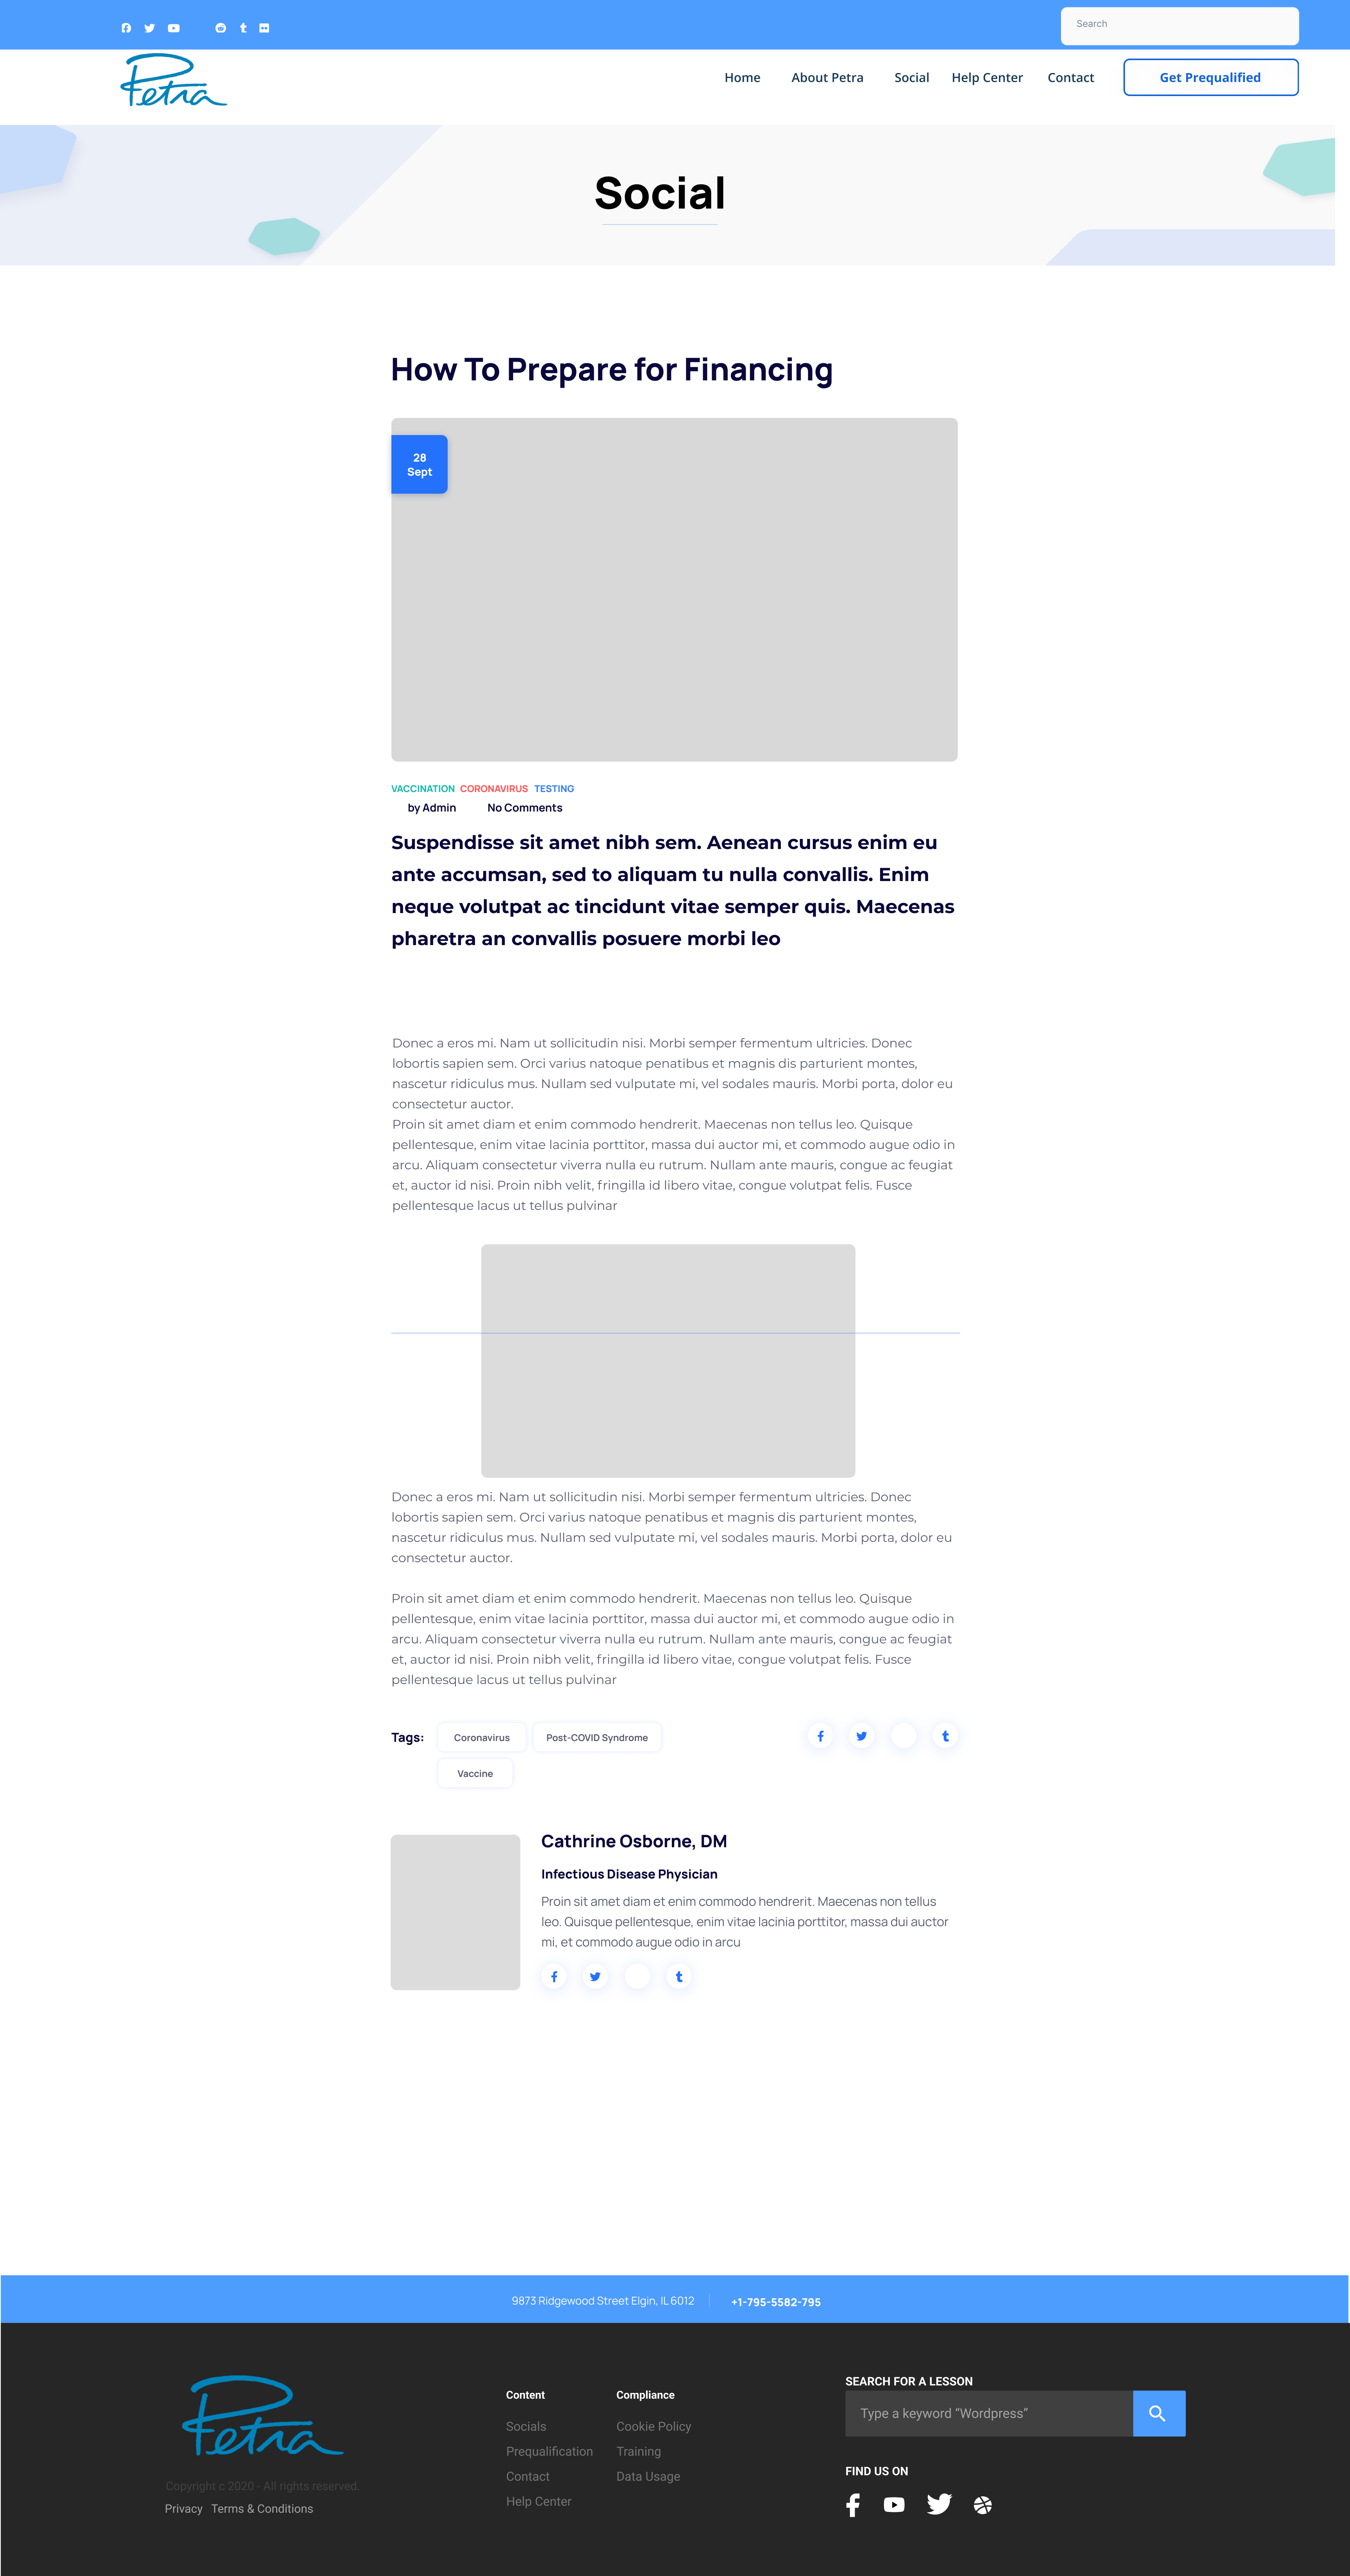 Search
Petra
Home About Petra Social Help Center Contact Get Prequalified
Social
How To Prepare for Financing
28
Sept
VACCINATION CORONAVIRUS TESTING
by Admin No Comments
Suspendisse sit amet nibh sem. Aenean cursus enim eu
ante accumsan, sed to aliquam tu nulla convallis. Enim
neque volutpat ac tincidunt vitae semper quis. Maecenas
pharetra an convallis posuere morbi leo
Donec a eros mi. Nam ut sollicitudin nisi. Morbi semper fermentum ultricies. Donec
lobortis sapien sem. Orci varius natoque penatibus et magnis dis parturient montes,
nascetur ridiculus mus. Nullam sed vulputate mi, vel sodales mauris. Morbi porta, dolor eu
consectetur auctor.
Proin sit amet diam et enim commodo hendrerit. Maecenas non tellus leo. Quisque
pellentesque, enim vitae lacinia porttitor, massa dui auctor mi, et commodo augue odio in
arcu. Aliquam consectetur viverra nulla eu rutrum. Nullam ante mauris, congue ac feugiat
et, auctor id nisi. Proin nibh velit, fringilla id libero vitae, congue volutpat felis. Fusce
pellentesque lacus ut tellus pulvinar
Donec a eros mi. Nam ut sollicitudin nisi. Morbi semper fermentum ultricies. Donec
lobortis sapien sem. Orci varius natoque penatibus et magnis dis parturient montes,
nascetur ridiculus mus. Nullam sed vulputate mi, vel sodales mauris. Morbi porta, dolor eu
consectetur auctor.
Proin sit amet diam et enim commodo hendrerit. Maecenas non tellus leo. Quisque
pellentesque, enim vitae lacinia porttitor, massa dui auctor mi, et commodo augue odio in
arcu. Aliquam consectetur viverra nulla eu rutrum. Nullam ante mauris, congue ac feugiat
et, auctor id nisi. Proin nibh velit, fringilla id libero vitae, congue volutpat felis. Fusce
pellentesque lacus ut tellus pulvinar
Tags: Coronavirus Post-COVID Syndrome
Vaccine
Cathrine Osborne, DM
Infectious Disease Physician
Proin sit amet diam et enim commodo hendrerit. Maecenas non tellus
leo. Quisque pellentesque, enim vitae lacinia porttitor, massa dui auctor
mi, et commodo augue odio in arcu
9873 Ridgewood Street Elgin, IL 6012 +1-795-5582-795
Petra
Copyright c 2020 - All rights reserved.
Privacy Terms & Conditions
Content
Socials
Prequalification
Contact
Help Center
Compliance
Cookie Policy
Training
Data Usage
SEARCH FOR A LESSON
Type a keyword “Wordpress”
FIND US ON